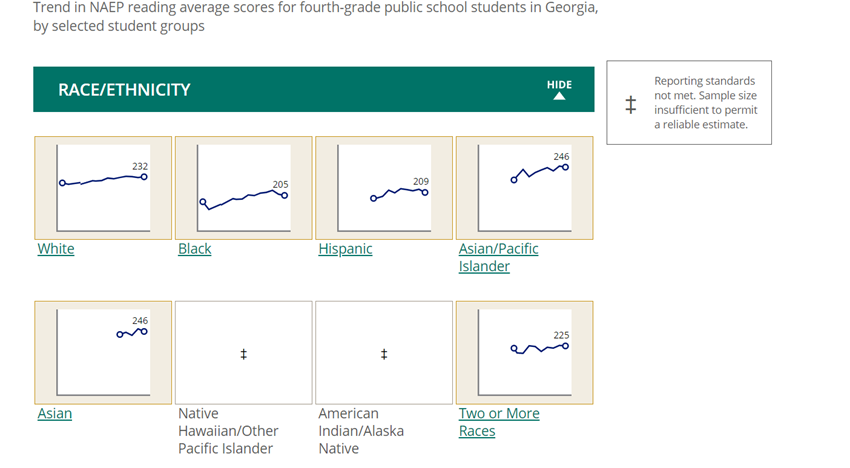 Trend in NAEP reading average scores for fourth-grade public school students in Georgia,
by selected student groups
RACE/ETHNICITY
HIDE
‡
Reporting standards
not met. Sample size
insufficient to permit
a reliable estimate.
232
White
205
Black
209
Hispanic
246
Asian/Pacific
Islander
246
Asian
‡
Native
Hawaiian/Other
Pacific Islander
‡
American
Indian/Alaska
Native
225
Two or More
Races